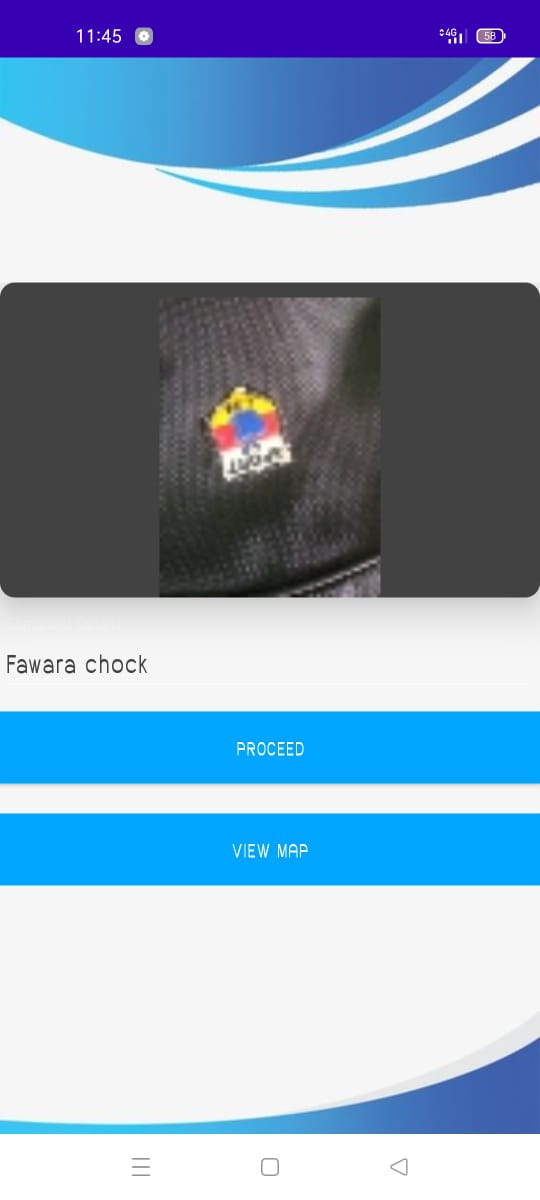 11:45
4G
58
Fawara chock
PROCEED
VIEW MAP